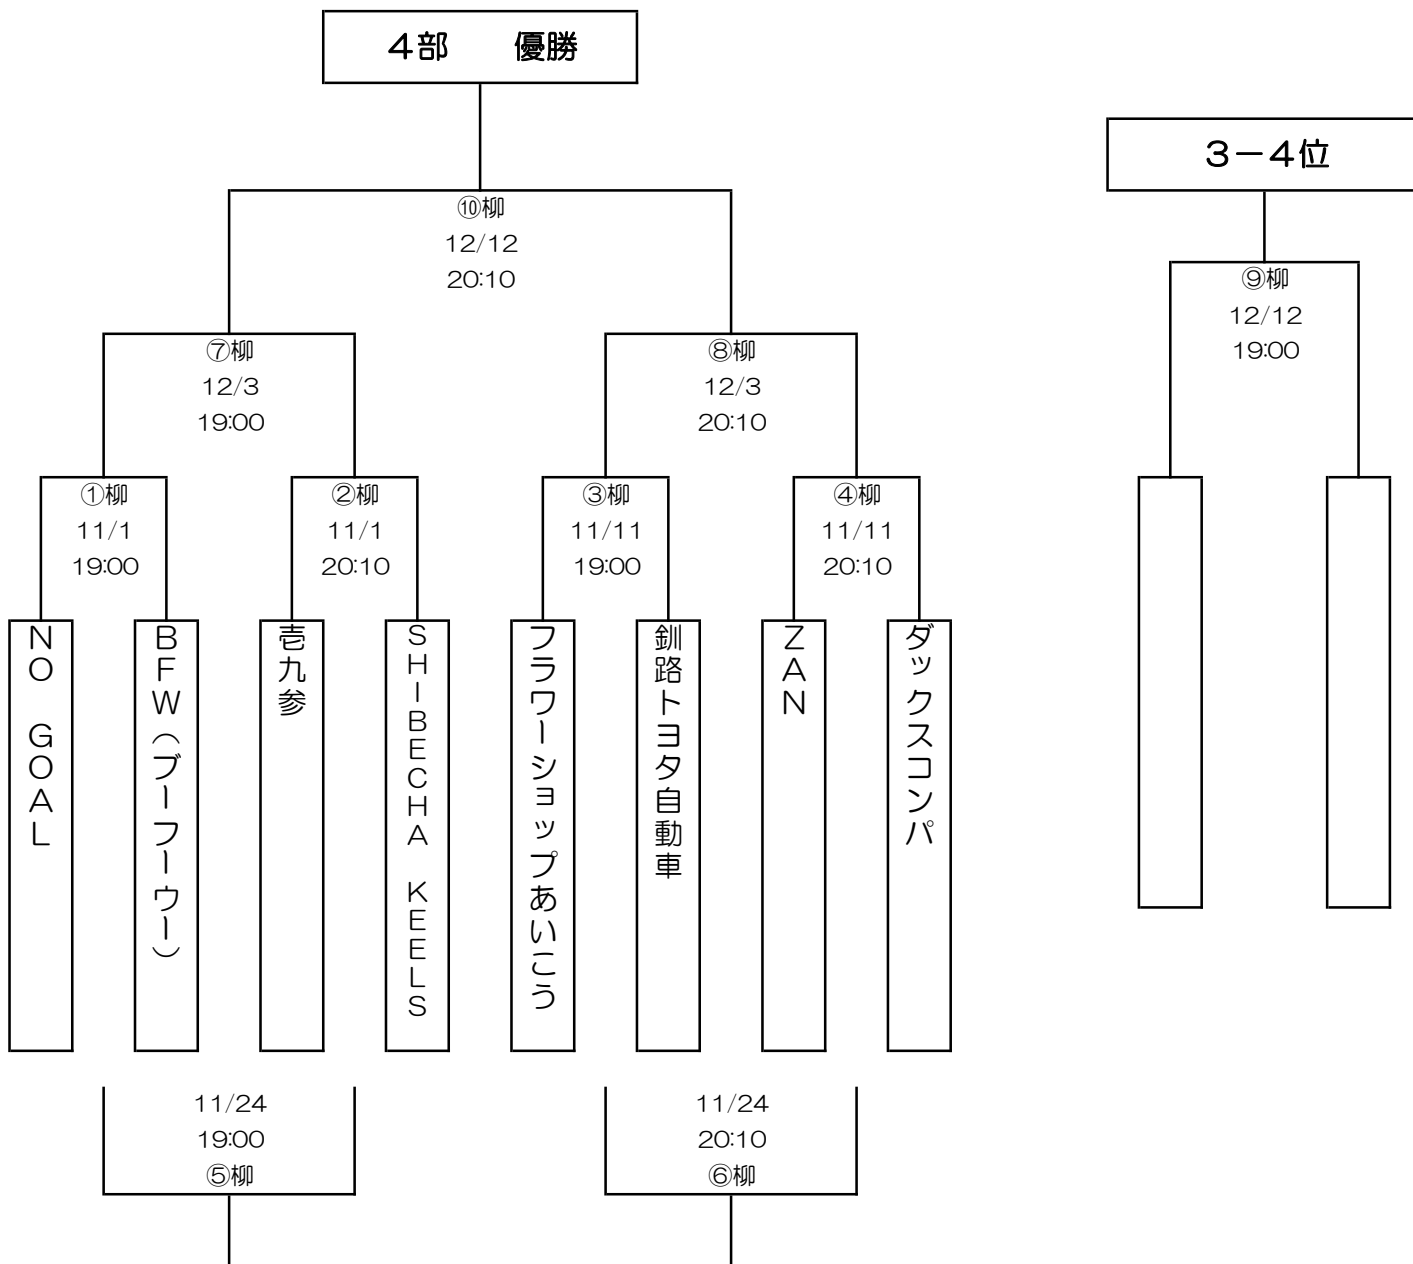 4部　優勝
3－4位
⑩柳
12/12
20:10
⑨柳
12/12
19:00
⑦柳
12/3
19:00
⑧柳
12/3
20:10
①柳
11/1
19:00
②柳
11/1
20:10
③柳
11/11
19:00
④柳
11/11
20:10
NO GOAL
BFW（ブーフーウー）
壱九参
SHIBECHA KEELS
フラワーショップあいこう
釧路トヨタ自動車
ZAN
ダックスコンパ
11/24
19:00
⑤柳
11/24
20:10
⑥柳